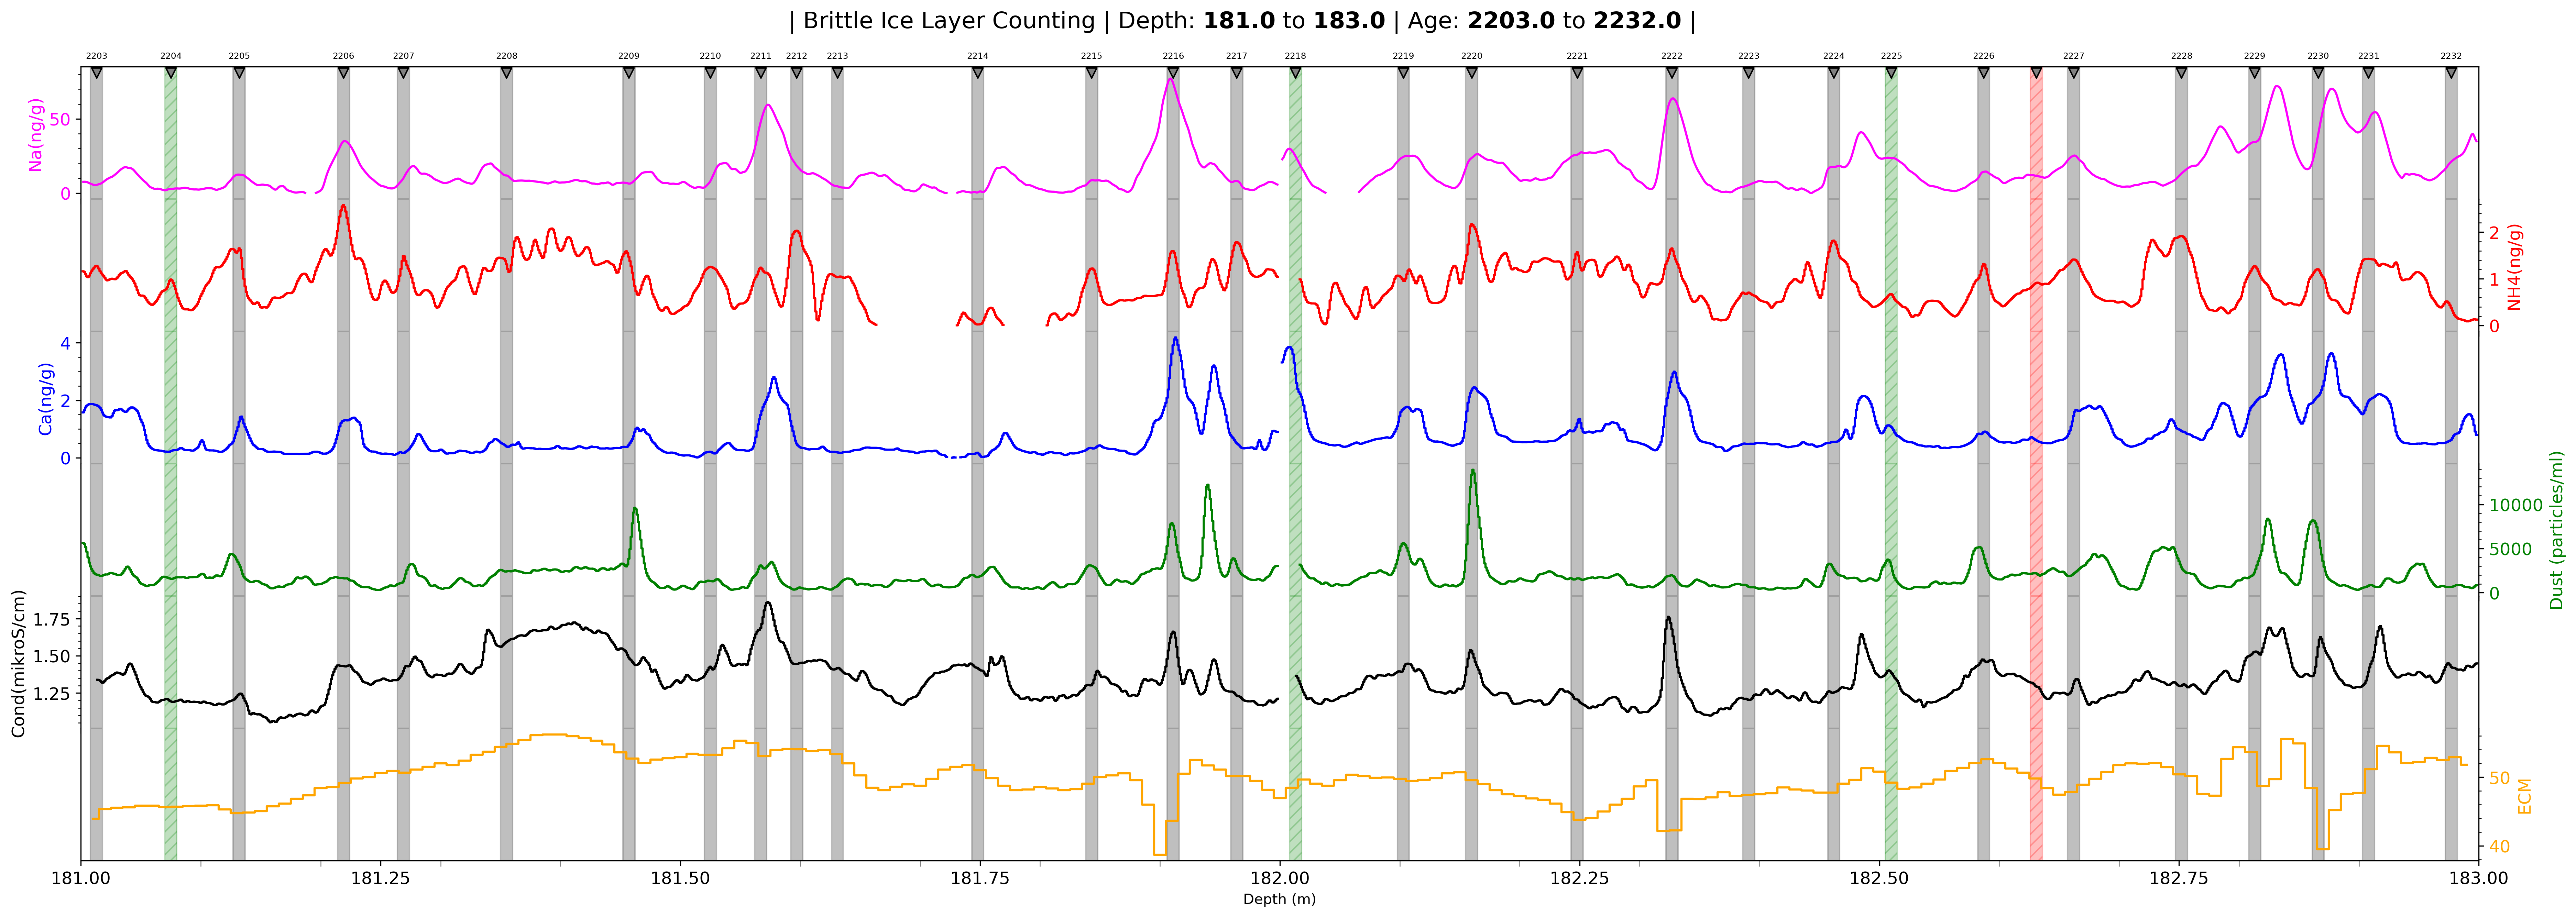 | Brittle Ice Layer Counting | Depth: 181.0 to 183.0 | Age: 2203.0 to 2232.0 |
2203 2204 2205 2206 2207 2208 2209 2210 2211 2212 2213 2214 2215 2216 2217 2218 2219 2220 2221 2222 2223 2224 2225 2226 2227 2228 2229 2230 2231 2232
Na(ng/g)
50
0
NH4(ng/g)
2
1
0
Ca(ng/g)
4
2
0
Dust (particles/ml)
10000
5000
0
Cond(mikroS/cm)
1.75
1.50
1.25
ECM
50
40
181.00 181.25 181.50 181.75 182.00 182.25 182.50 182.75 183.00
Depth (m)